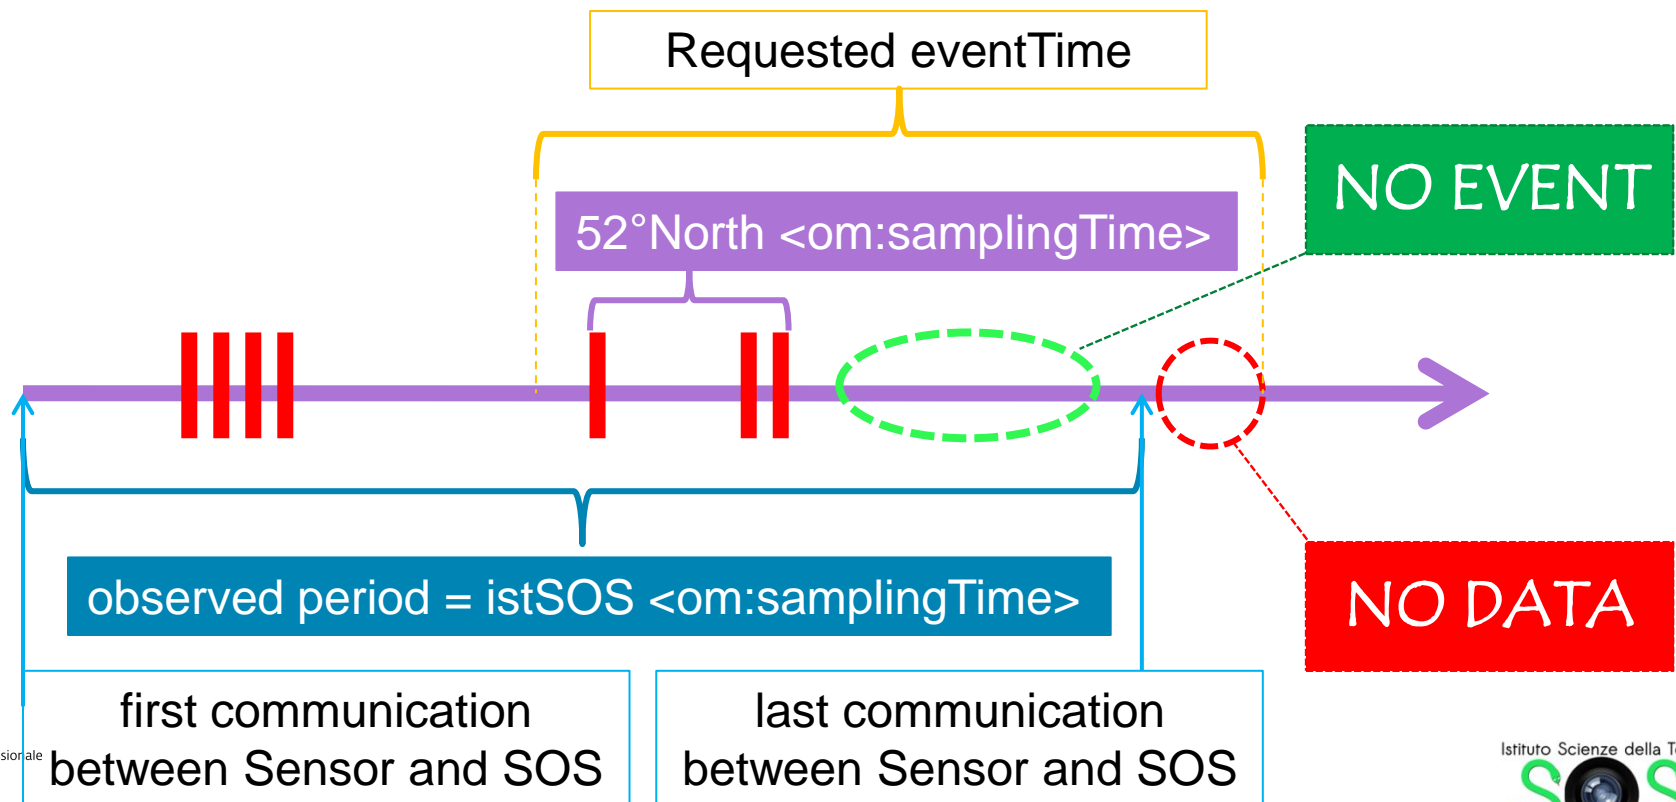 Requested eventTime
NO EVENT
52°North <om:samplingTime>
observed period = istSOS <om:samplingTime>
NO DATA
first communication
between Sensor and SOS
last communication
between Sensor and SOS
Istituto Scienze della